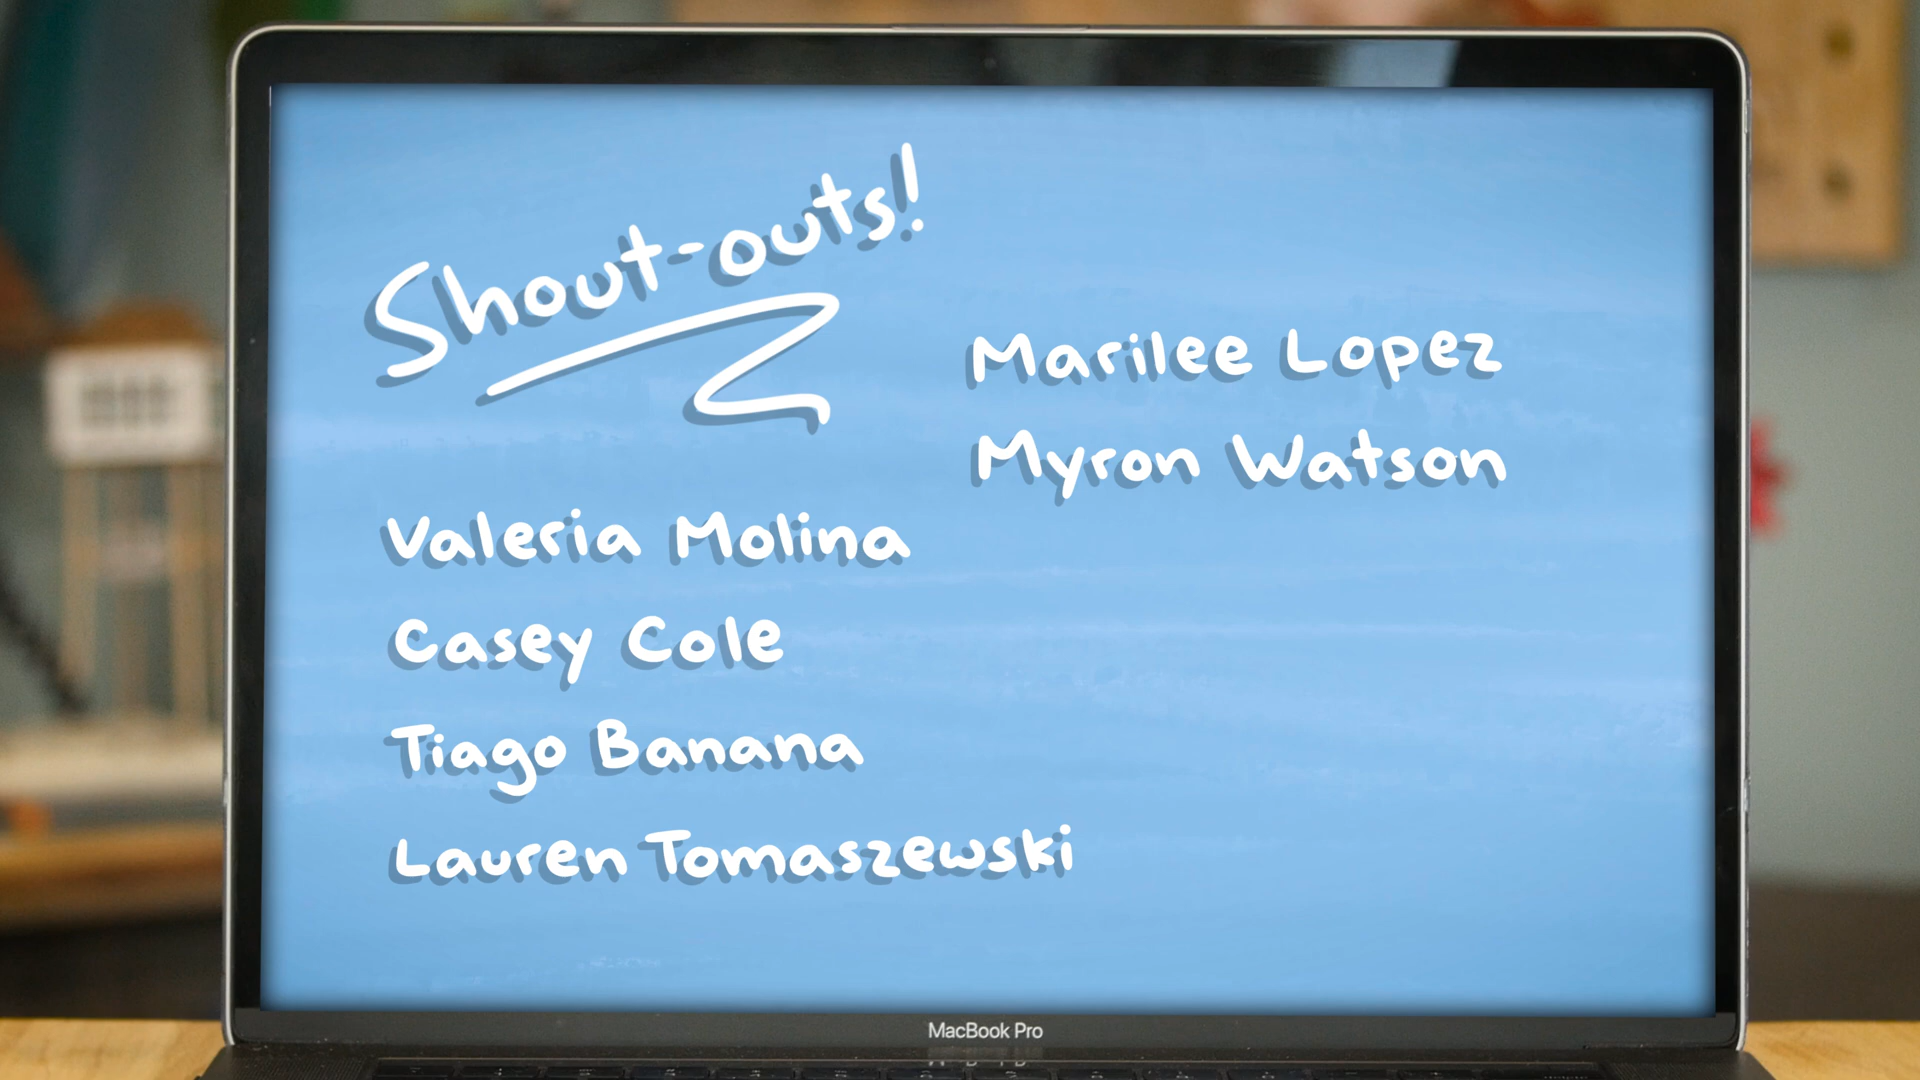 Shout-outs!
Valeria Molina
Casey Cole
Tiago Banana
Lauren Tomaszewski
Marilee Lopez
Myron Watson
MacBook Pro